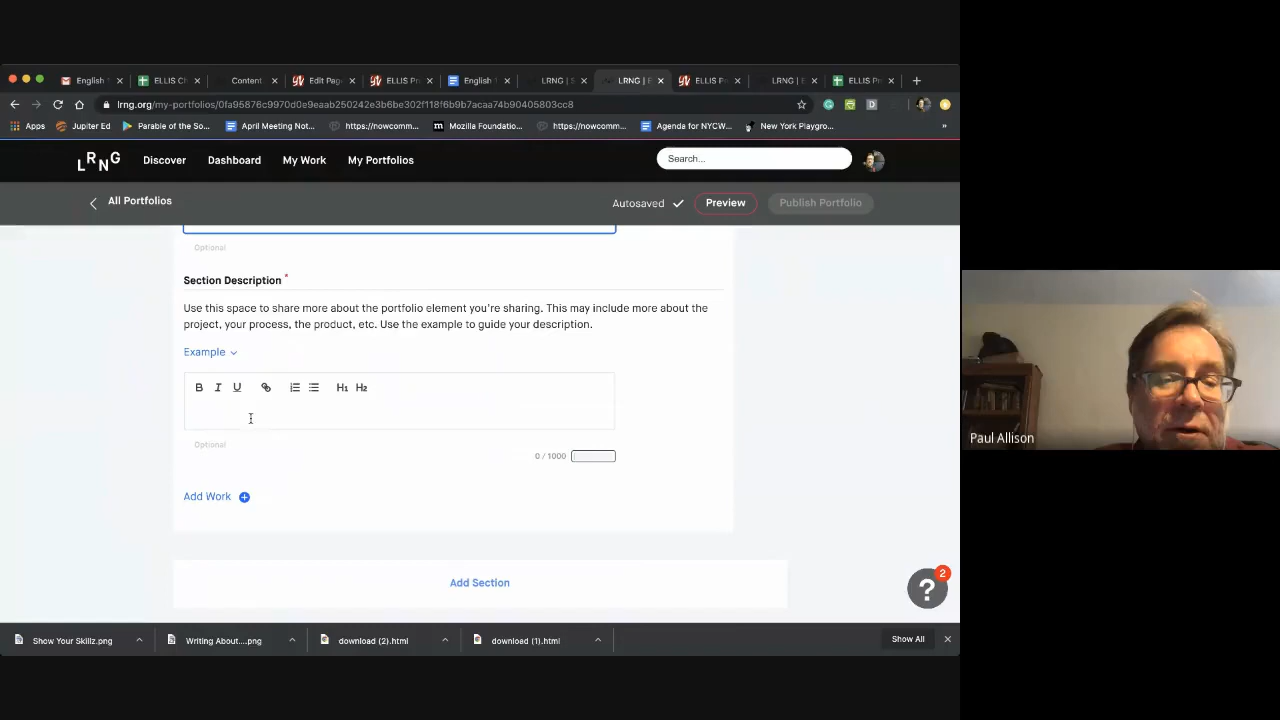 English
ELLIS Cl
Content
Edit Page
ELLIS Pr
English 1
LRNG | S
LRNG | E
ELLIS Po
LRNG | E
ELLIS Pr
lrng.org/my-portfolios/0fa95876c9970d0e9eaab250242e3b6be302f118f6b9b7acaa74b90405803cc8
Apps
Jupiter Ed
Parable of the So...
April Meeting Not...
https://nowcomm...
Mozilla Foundatio...
https://nowcomm...
Agenda for NYCW...
New York Playgro...
»
LRNG
Discover
Dashboard
My Work
My Portfolios
Search...
All Portfolios
Autosaved
Preview
Publish Portfolio
Optional
Section Description *
Use this space to share more about the portfolio element you're sharing. This may include more about the
project, your process, the product, etc. Use the example to guide your description.
Example
B I U H1 H2
Optional
0 / 1000
Add Work
Add Section
? 2
Show Your Skillz.png
Writing About....png
download (2).html
download (1).html
Show All
Paul Allison